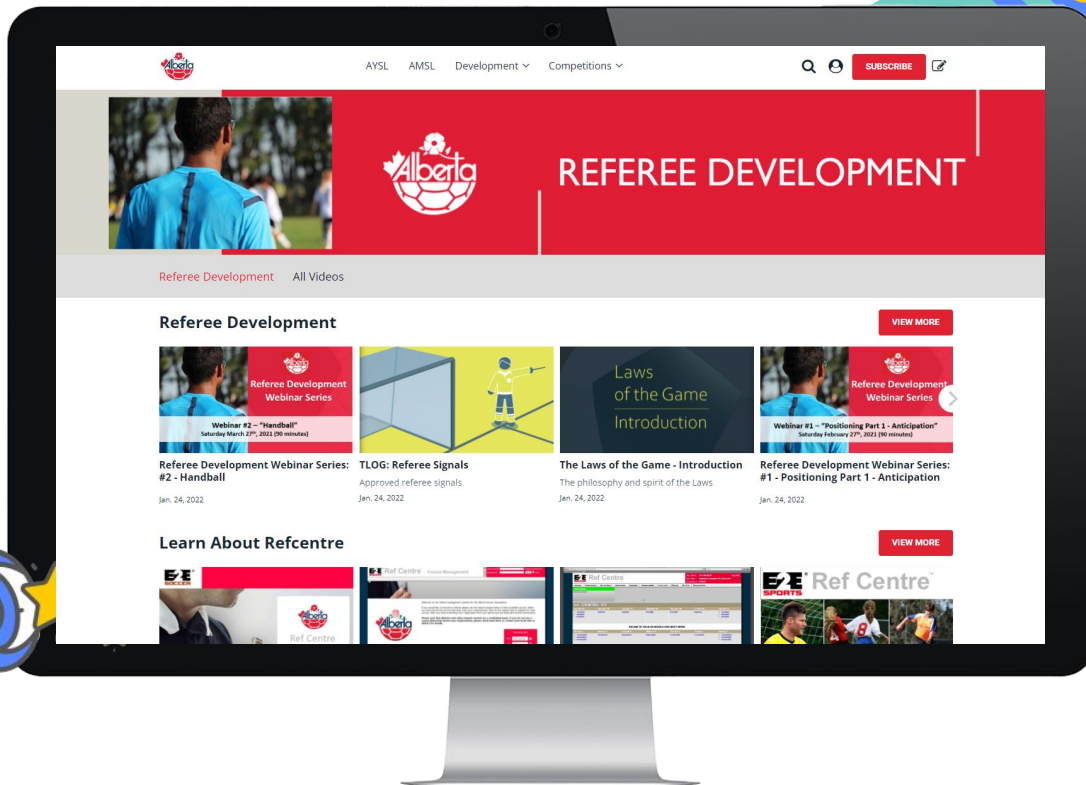 Alberta
AYSL AMSL Development Competitions
SUBSCRIBE
Alberta
REFEREE DEVELOPMENT
Referee Development All Videos
Referee Development
VIEW MORE
Alberta
Referee Development
Webinar Series
Webinar #2 – "Handball"
Saturday March 27th, 2021 (90 minutes)
Laws
of the Game
Introduction
Alberta
Referee Development
Webinar Series
Webinar #1 – "Positioning Part 1 - Anticipation"
Saturday February 27th, 2021 (90 minutes)
Referee Development Webinar Series:
#2 - Handball
Jan. 24, 2022
TLOG: Referee Signals
Approved referee signals
Jan. 24, 2022
The Laws of the Game - Introduction
The philosophy and spirit of the Laws
Jan. 24, 2022
Referee Development Webinar Series:
#1 - Positioning Part 1 - Anticipation
Jan. 24, 2022
Learn About Refcentre
VIEW MORE
E2E
Alberta
Ref Centre
E2E Ref Centre Course Management
Alberta
E2E Ref Centre
E2E Ref Centre
SPORTS